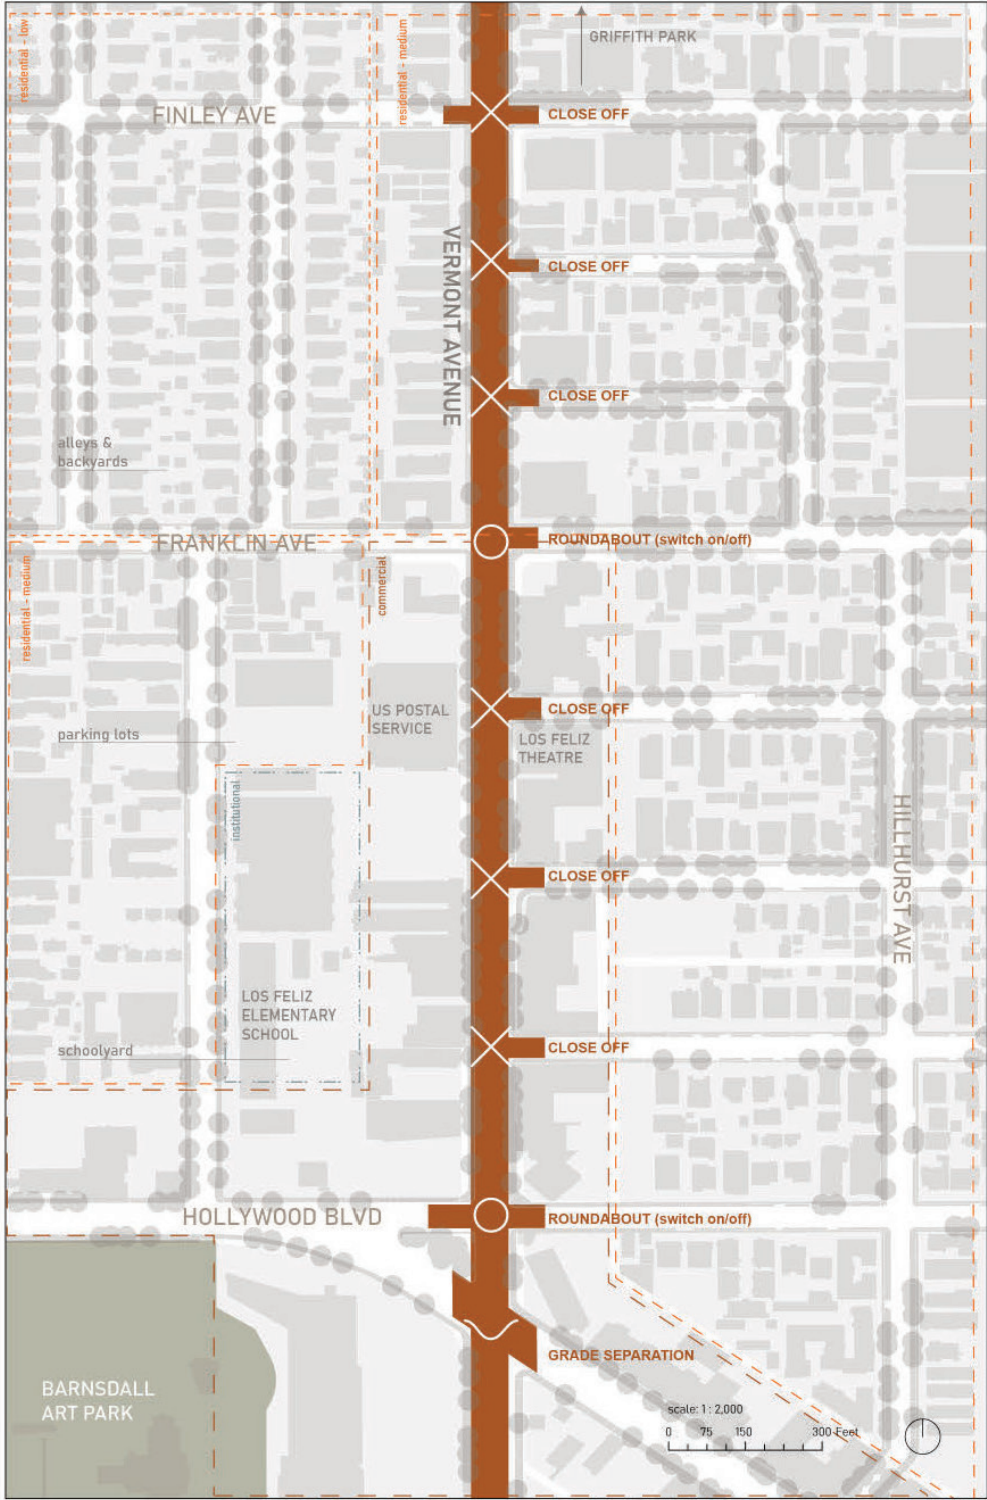 residential - low
residential - medium
GRIFFITH PARK
FINLEY AVE
CLOSE OFF
VERMONT AVENUE
CLOSE OFF
CLOSE OFF
alleys &
backyards
FRANKLIN AVE
ROUNDABOUT (switch on/off)
residential - medium
commercial
US POSTAL
SERVICE
CLOSE OFF
parking lots
LOS FELIZ
THEATRE
institutional
HILLHURST AVE
CLOSE OFF
LOS FELIZ
ELEMENTARY
SCHOOL
schoolyard
CLOSE OFF
HOLLYWOOD BLVD
ROUNDABOUT (switch on/off)
GRADE SEPARATION
BARNSDALL
ART PARK
scale: 1 : 2,000
0 75 150 300 Feet